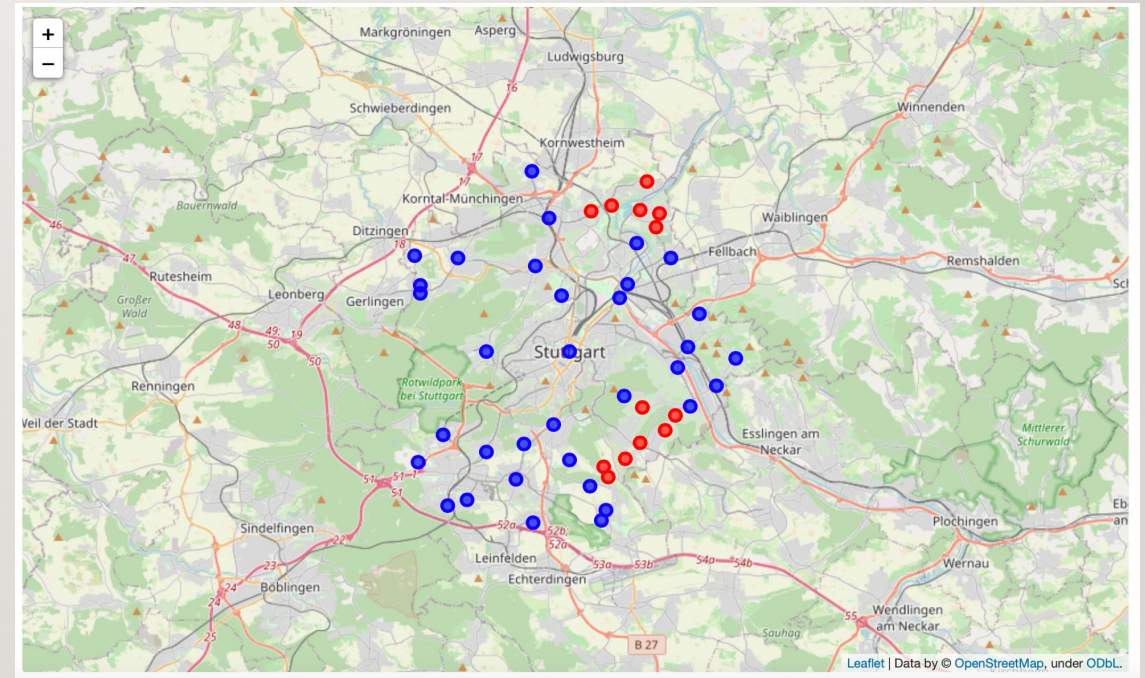 +
−
Markgröningen
Asperg
Ludwigsburg
16
Schwieberdingen
Winnenden
Kornwestheim
17
17
Bauernwald
Korntal-Münchingen
Waiblingen
46
Ditzingen
18
47
Rutesheim
Fellbach
Remshalden
Leonberg
Gerlingen
Großer
Wald
48
49;
50
19
50
Stuttgart
Renningen
Rotwildpark
bei Stuttgart
Weil der Stadt
Mittlerer
Schurwald
Esslingen am
Neckar
51
51
1
51
Sindelfingen
52a
52b,
52a
Plochingen
22
Leinfelden
53a
53b
54a
54b
Wernau
23
Echterdingen
24
Böblingen
24
55
Wendlingen
am Neckar
25
Sauhag
B 27
Leaflet | Data by © OpenStreetMap, under ODbL.